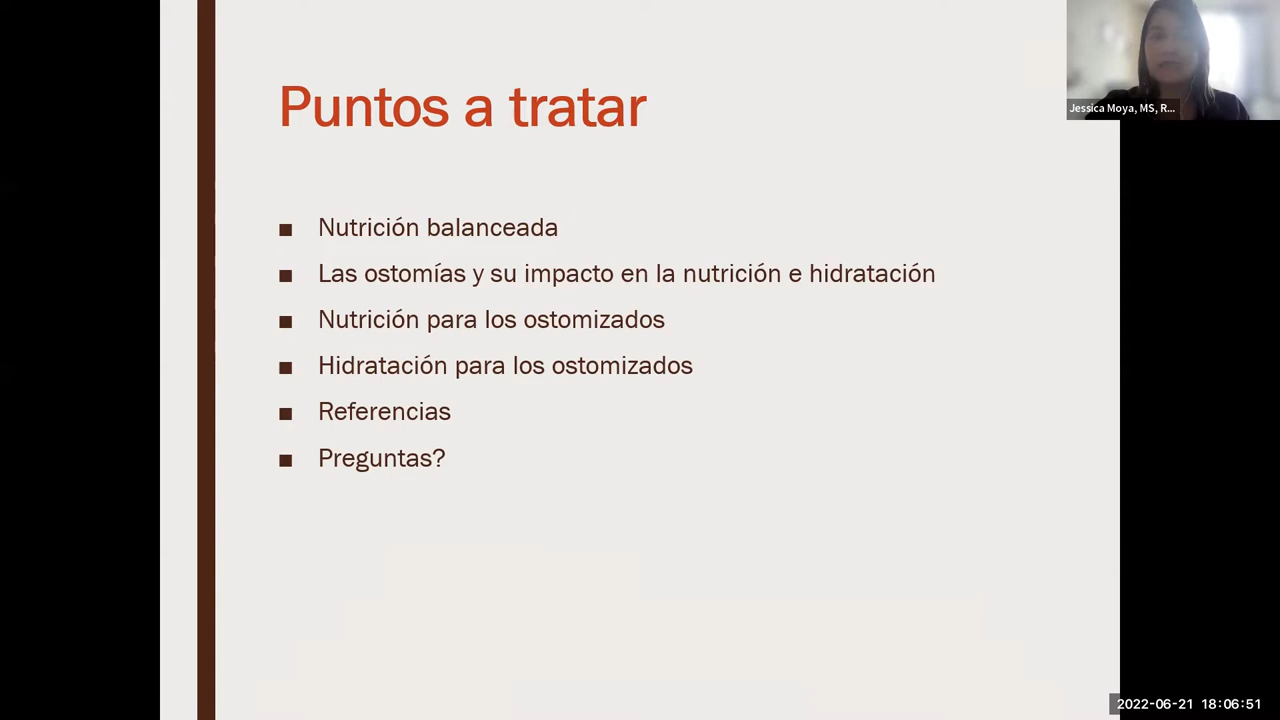 Puntos a tratar
Nutrición balanceada
Las ostomías y su impacto en la nutrición e hidratación
Nutrición para los ostomizados
Hidratación para los ostomizados
Referencias
Preguntas?
Jessica Moya, MS, R...
2022-06-21 18:06:51